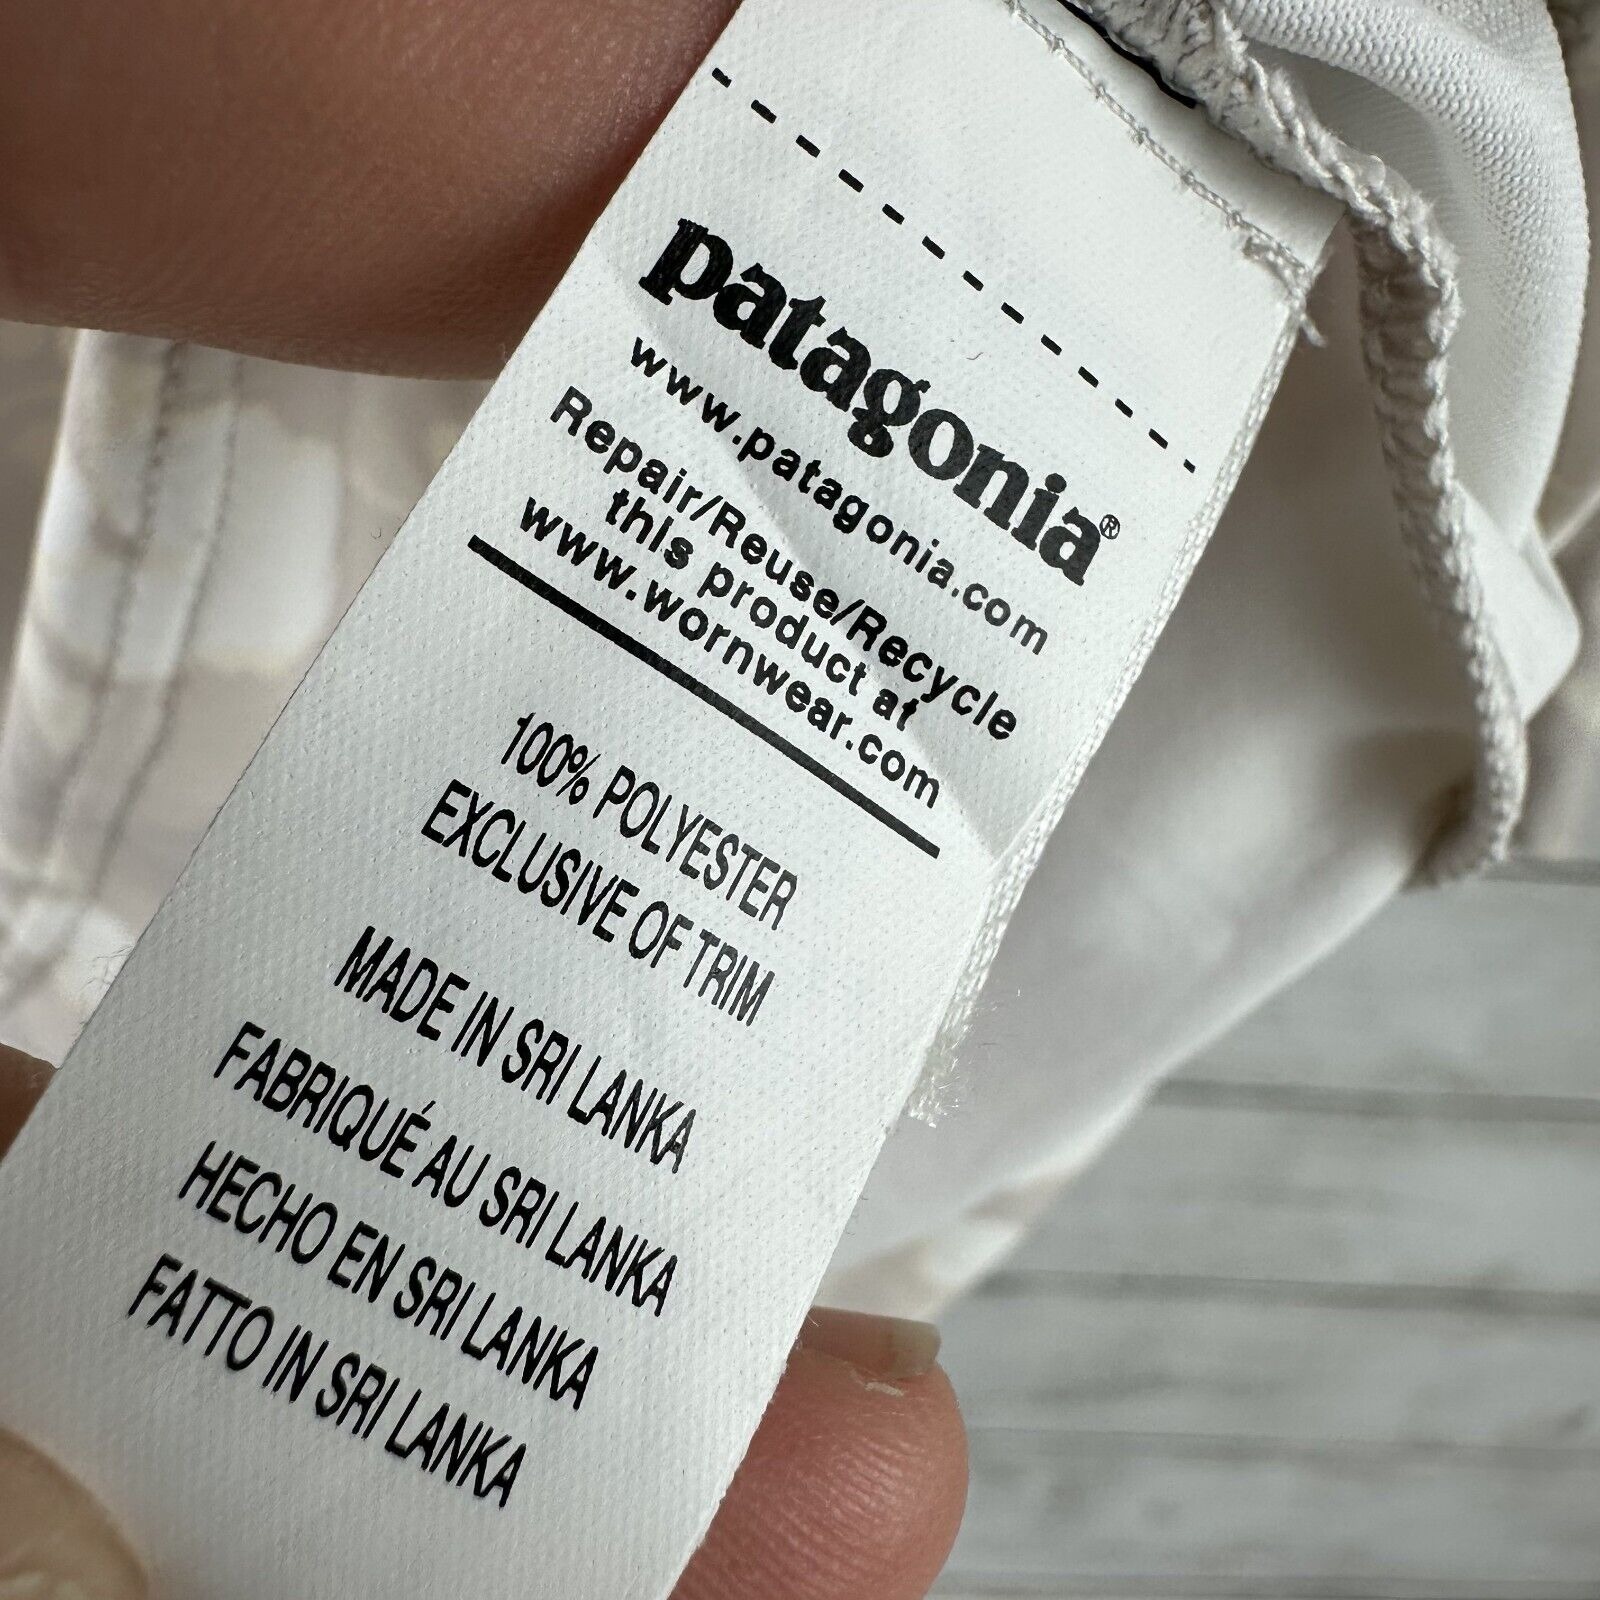 patagonia®
www.patagonia.com
Repair/Reuse/Recycle
this product at
www.wornwear.com
100% POLYESTER
EXCLUSIVE OF TRIM
MADE IN SRI LANKA
FABRIQUÉ AU SRI LANKA
HECHO EN SRI LANKA
FATTO IN SRI LANKA